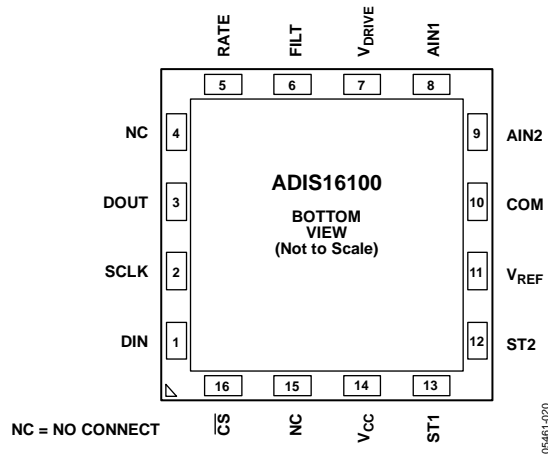 RATE
FILT
VDRIVE
AIN1
5
6
7
8
NC
4
9
AIN2
ADIS16100
DOUT
3
10
COM
BOTTOM
VIEW
(Not to Scale)
SCLK
2
11
VREF
DIN
1
12
ST2
16
15
14
13
NC = NO CONNECT
CS
NC
VCC
ST1
05461-020